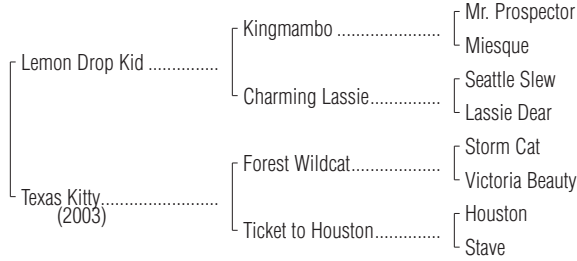 Mr. Prospector
Kingmambo .....................
Miesque
Lemon Drop Kid ..............
Seattle Slew
Charming Lassie..............
Lassie Dear
Storm Cat
Forest Wildcat..................
Victoria Beauty
Texas Kitty.......................
(2003)
Houston
Ticket to Houston.............
Stave